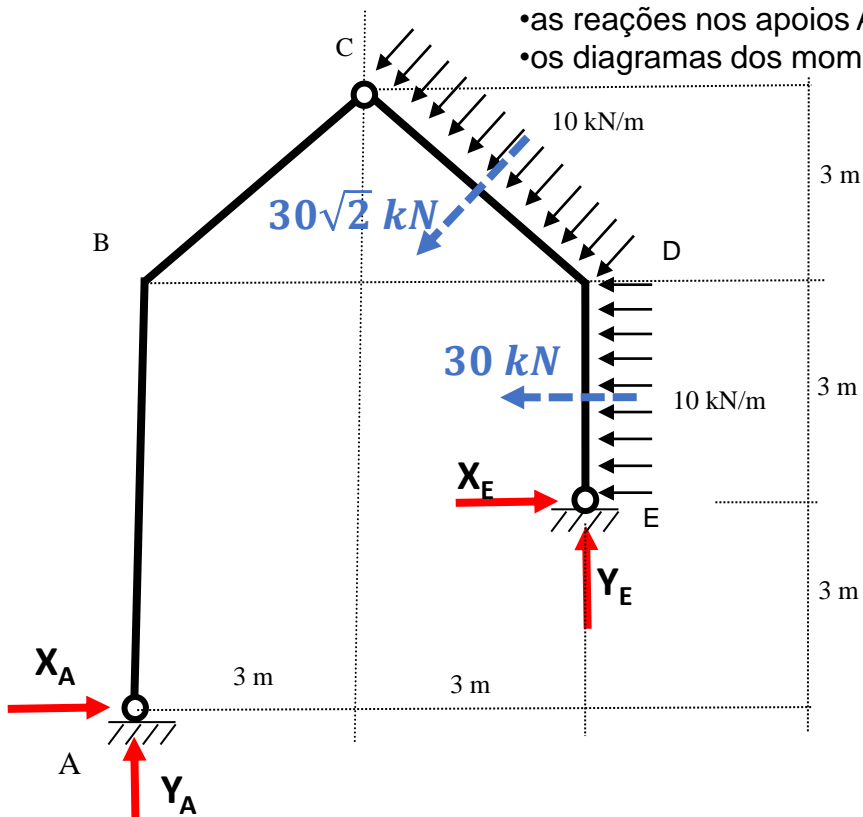 •as reações nos apoios A
•os diagramas dos mom
C
10 kN/m
3 m
30√2 kN
B
D
30 kN
10 kN/m
3 m
X_E
E
Y_E
3 m
X_A
3 m
3 m
A
Y_A